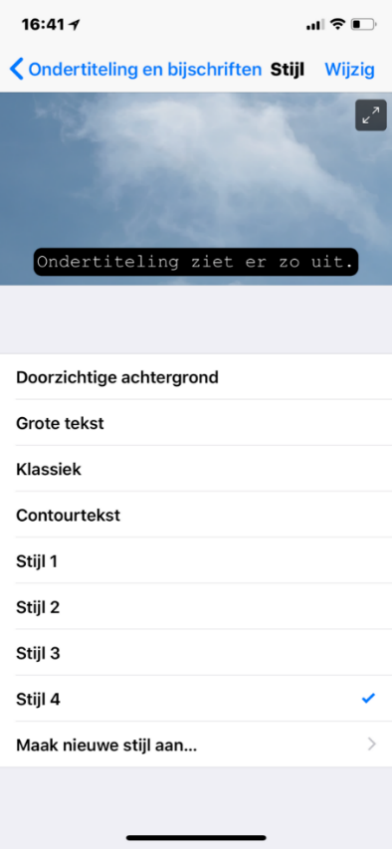 16:41
Ondertiteling en bijschriften Stijl Wijzig
Ondertiteling ziet er zo uit.
Doorzichtige achtergrond
Grote tekst
Klassiek
Contourtekst
Stijl 1
Stijl 2
Stijl 3
Stijl 4
Maak nieuwe stijl aan...